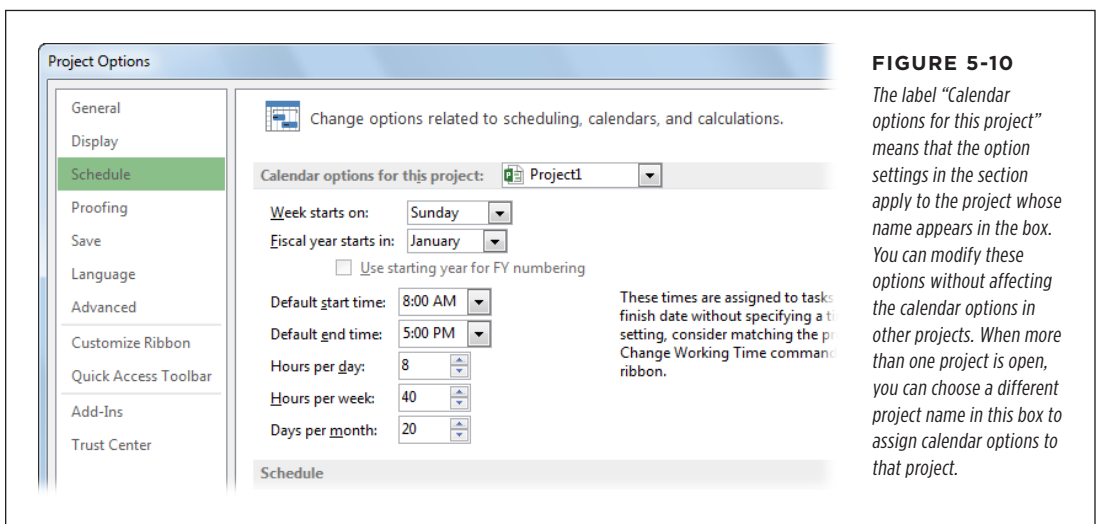 Project Options
General
Display
Schedule
Proofing
Save
Language
Advanced
Customize Ribbon
Quick Access Toolbar
Add-Ins
Trust Center
Change options related to scheduling, calendars, and calculations.
Calendar options for this project: Project1
Week starts on: Sunday
Fiscal year starts in: January
Use starting year for FY numbering
Default start time: 8:00 AM
Default end time: 5:00 PM
Hours per day: 8
Hours per week: 40
Days per month: 20
These times are assigned to tasks
finish date without specifying a
setting, consider matching the
Change Working Time command
ribbon.
Schedule
FIGURE 5-10
The label “Calendar
options for this project”
means that the option
settings in the section
apply to the project whose
name appears in the box.
You can modify these
options without affecting
the calendar options in
other projects. When more
than one project is open,
you can choose a different
project name in this box to
assign calendar options to
that project.